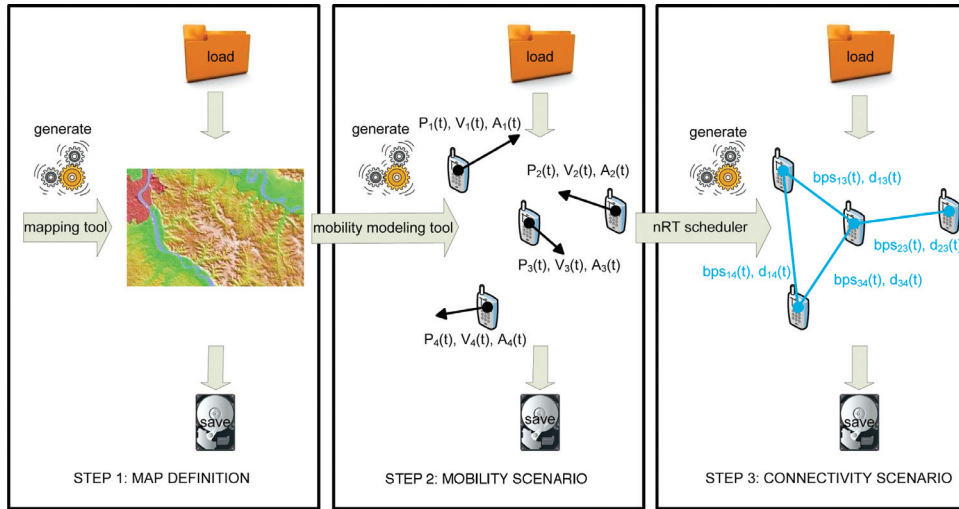 load
generate
mapping tool
save
STEP 1: MAP DEFINITION
load
generate
P1(t), V1(t), A1(t)
P2(t), V2(t), A2(t)
mobility modeling tool
P3(t), V3(t), A3(t)
P4(t), V4(t), A4(t)
save
STEP 2: MOBILITY SCENARIO
load
generate
bps13(t), d13(t)
nRT scheduler
bps23(t), d23(t)
bps14(t), d14(t)
bps34(t), d34(t)
save
STEP 3: CONNECTIVITY SCENARIO